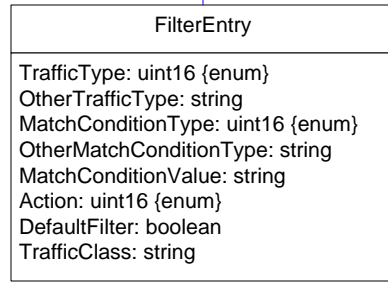 FilterEntry
TrafficType: uint16 {enum}
OtherTrafficType: string
MatchConditionType: uint16 {enum}
OtherMatchConditionType: string
MatchConditionValue: string
Action: uint16 {enum}
DefaultFilter: boolean
TrafficClass: string